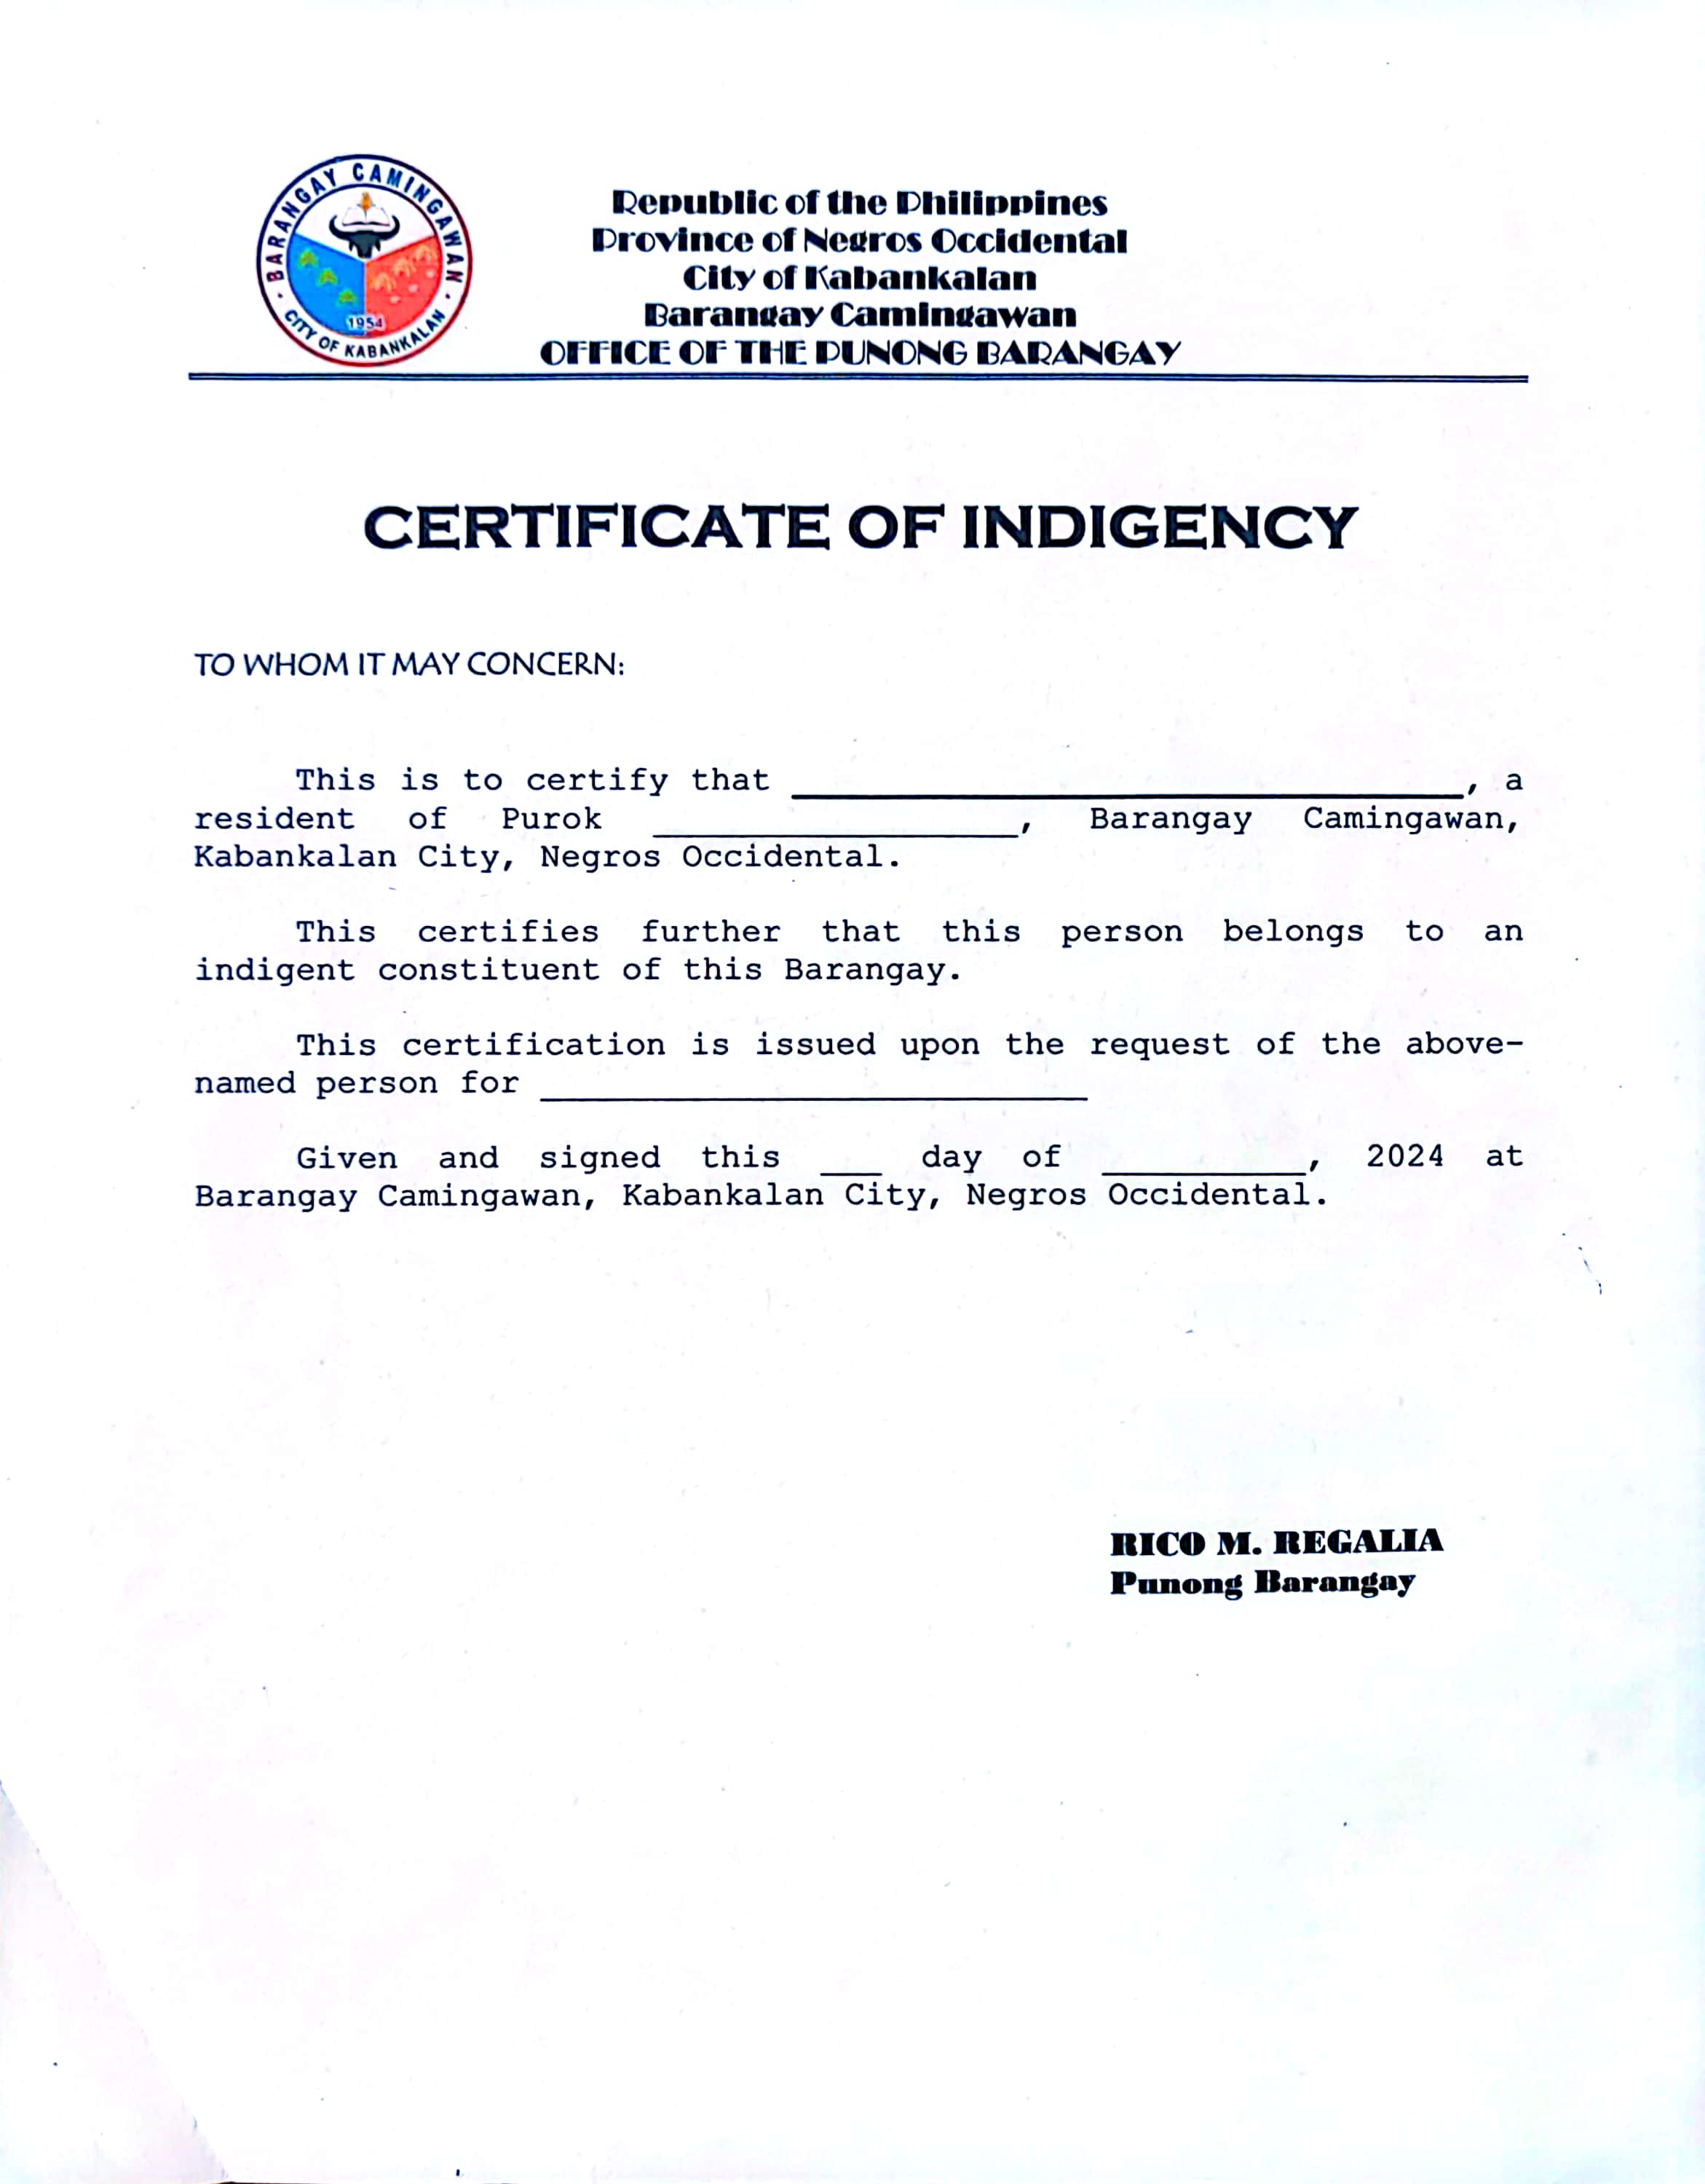 BARANGAY CAMINGAWAN
1954
CITY OF KABANKALAN
Republic of the Philippines
Province of Negros Occidental
City of Kabankalan
Barangay Camingawan
OFFICE OF THE PUNONG BARANGAY
CERTIFICATE OF INDIGENCY
TO WHOM IT MAY CONCERN:
This is to certify that ________________________________, a
resident of Purok __________________, Barangay Camingawan,
Kabankalan City, Negros Occidental.
This certifies further that this person belongs to an
indigent constituent of this Barangay.
This certification is issued upon the request of the above-
named person for ___________________________
Given and signed this ___ day of __________, 2024 at
Barangay Camingawan, Kabankalan City, Negros Occidental.
RICO M. REGALIA
Punong Barangay